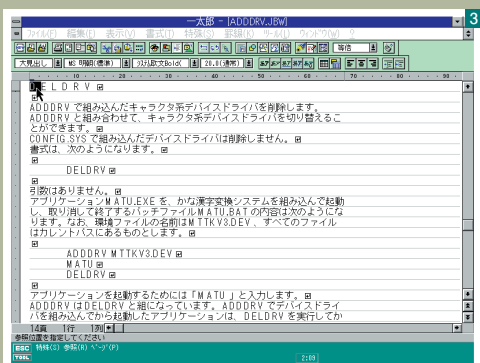 一太郎 - [ADDDRV.JBW]
ファイル(F) 編集(E) 表示(V) 書式(T) 特殊(S) 罫線(K) ツール(L) ウィンドウ(W) ?
等倍
大見出し MS 明朝(標準) システム欧文Bold( 20.0(通常)
3
DELDRV
ADDDRV で組み込んだキャラクタ系デバイスドライバを削除します。
ADDDRV と組み合わせて、キャラクタ系デバイスドライバを切り替えるこ
とができます。
CONFIG.SYS で組み込んだデバイスドライバは削除しません。
書式は、次のようになります。
DELDRV
引数はありません。
アプリケーションMATU.EXE を、かな漢字変換システムを組み込んで起動
し、取り消して終了するバッチファイルMATU.BAT の内容は次のようにな
ります。なお、環境ファイルの名前はMTTKV3.DEV 、すべてのファイル
はカレントパスにあるものとします。
ADDDRV MTTKV3.DEV
MATU
DELDRV
アプリケーションを起動するためには「MATU 」と入力します。
ADDDRV はDELDRV と組になっています。ADDDRV でデバイスドライ
バを組み込んでから起動したアプリケーションは、DELDRV を実行してか
14頁 1行 1列
参照位置を指定してください
ESC 特殊(S) 参照(R) ページ(P)
TOOL [2:09]